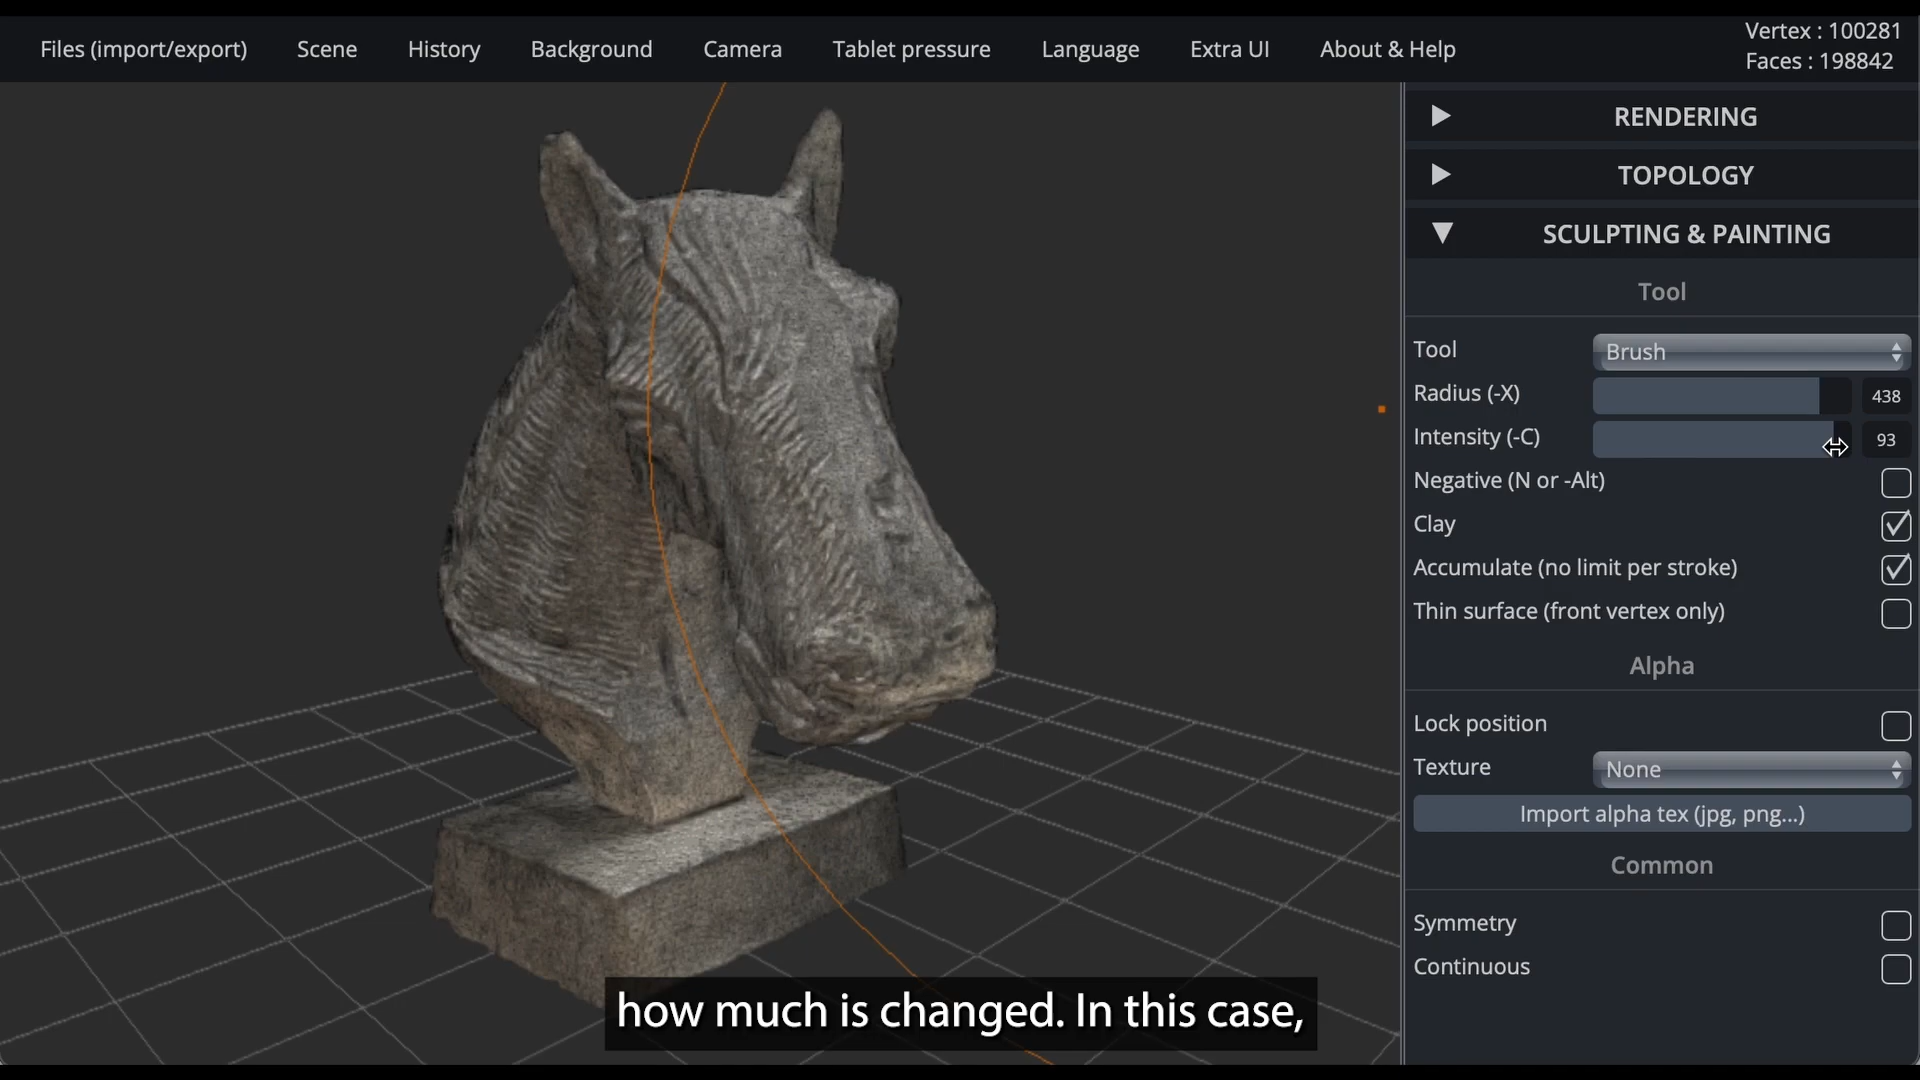 Files (import/export) Scene History Background Camera Tablet pressure Language Extra UI About & Help
Vertex : 100281
Faces : 198842
RENDERING
TOPOLOGY
SCULPTING & PAINTING
Tool
Tool Brush
Radius (-X) 438
Intensity (-C) 93
Negative (N or -Alt)
Clay
Accumulate (no limit per stroke)
Thin surface (front vertex only)
Alpha
Lock position
Texture None
Import alpha tex (jpg, png...)
Common
Symmetry
Continuous
how much is changed. In this case,